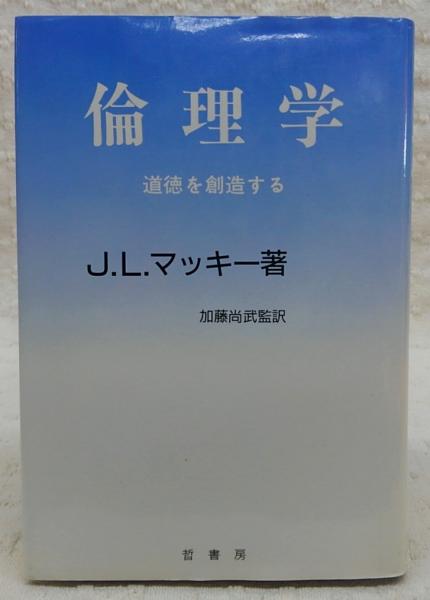 倫理学
道徳を創造する
J.L.マッキー著
加藤尚武監訳
晢書房